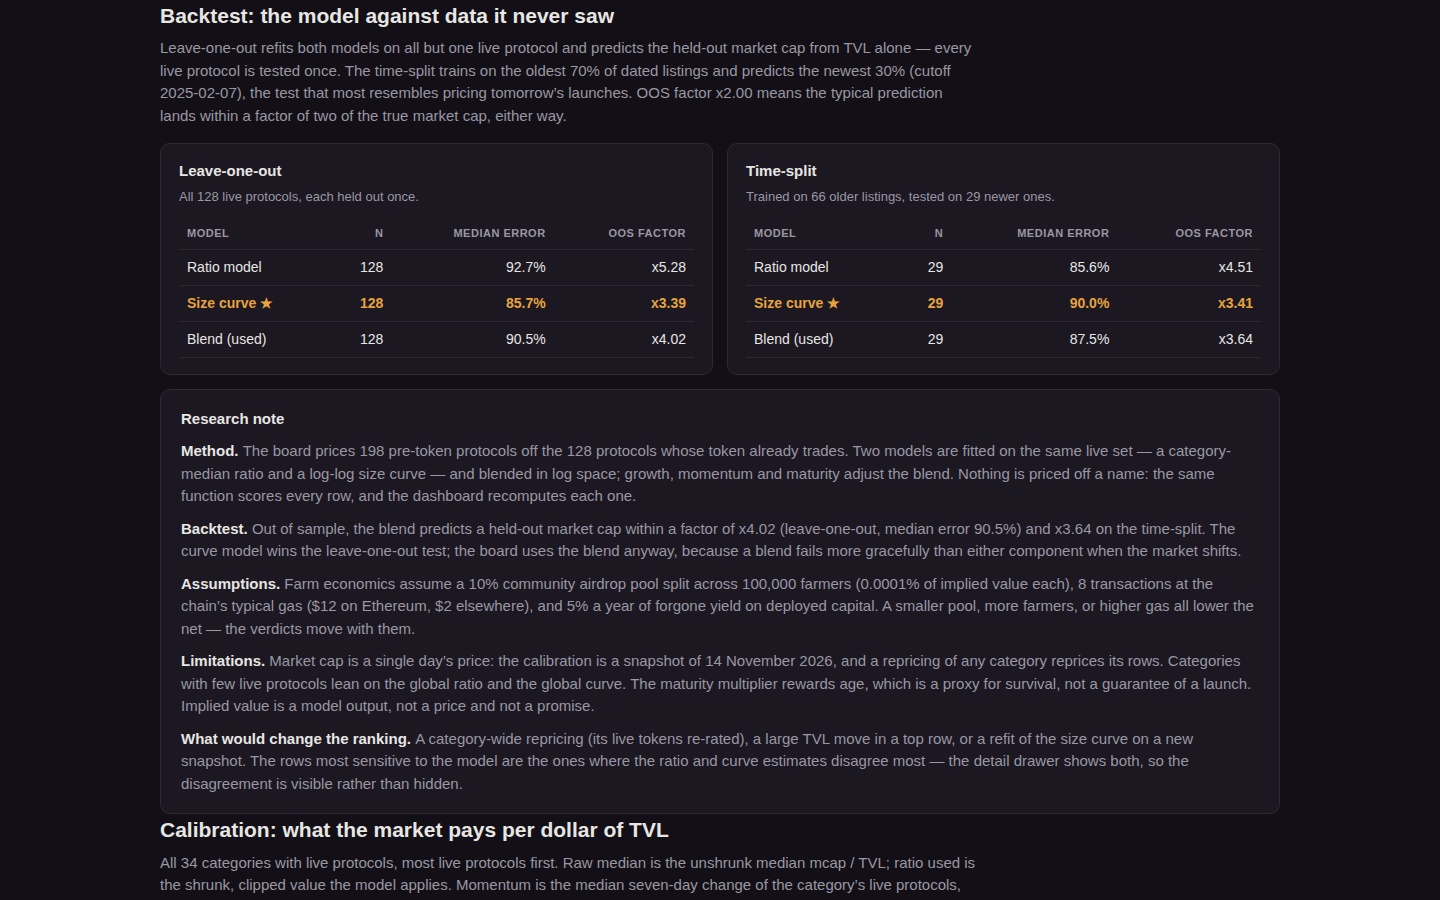 Backtest: the model against data it never saw
Leave-one-out refits both models on all but one live protocol and predicts the held-out market cap from TVL alone — every
live protocol is tested once. The time-split trains on the oldest 70% of dated listings and predicts the newest 30% (cutoff
2025-02-07), the test that most resembles pricing tomorrow’s launches. OOS factor x2.00 means the typical prediction
lands within a factor of two of the true market cap, either way.
Leave-one-out
All 128 live protocols, each held out once.
MODEL N MEDIAN ERROR OOS FACTOR
Ratio model 128 92.7% x5.28
Size curve ★ 128 85.7% x3.39
Blend (used) 128 90.5% x4.02
Time-split
Trained on 66 older listings, tested on 29 newer ones.
MODEL N MEDIAN ERROR OOS FACTOR
Ratio model 29 85.6% x4.51
Size curve ★ 29 90.0% x3.41
Blend (used) 29 87.5% x3.64
Research note
Method. The board prices 198 pre-token protocols off the 128 protocols whose token already trades. Two models are fitted on the same live set — a category-
median ratio and a log-log size curve — and blended in log space; growth, momentum and maturity adjust the blend. Nothing is priced off a name: the same
function scores every row, and the dashboard recomputes each one.
Backtest. Out of sample, the blend predicts a held-out market cap within a factor of x4.02 (leave-one-out, median error 90.5%) and x3.64 on the time-split. The
curve model wins the leave-one-out test; the board uses the blend anyway, because a blend fails more gracefully than either component when the market shifts.
Assumptions. Farm economics assume a 10% community airdrop pool split across 100,000 farmers (0.0001% of implied value each), 8 transactions at the
chain’s typical gas ($12 on Ethereum, $2 elsewhere), and 5% a year of forgone yield on deployed capital. A smaller pool, more farmers, or higher gas all lower the
net — the verdicts move with them.
Limitations. Market cap is a single day’s price: the calibration is a snapshot of 14 November 2026, and a repricing of any category reprices its rows. Categories
with few live protocols lean on the global ratio and the global curve. The maturity multiplier rewards age, which is a proxy for survival, not a guarantee of a launch.
Implied value is a model output, not a price and not a promise.
What would change the ranking. A category-wide repricing (its live tokens re-rated), a large TVL move in a top row, or a refit of the size curve on a new
snapshot. The rows most sensitive to the model are the ones where the ratio and curve estimates disagree most — the detail drawer shows both, so the
disagreement is visible rather than hidden.
Calibration: what the market pays per dollar of TVL
All 34 categories with live protocols, most live protocols first. Raw median is the unshrunk median mcap / TVL; ratio used is
the shrunk, clipped value the model applies. Momentum is the median seven-day change of the category’s live protocols,